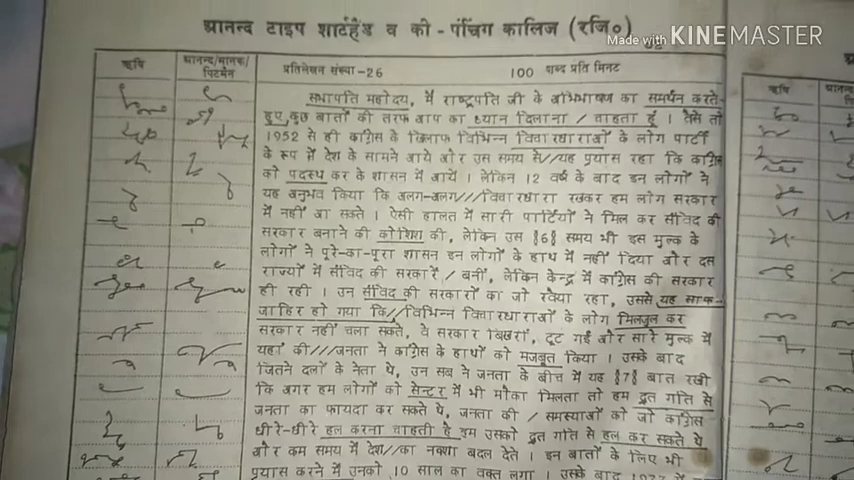 आनन्द टाइप शार्टहैंड व की - पंचिंग कालिज (रजि०)
Made with KINEMASTER
ऋषि
आनन्द/मानक/
पिटमैन
प्रतिलेखन संख्या-26
100 शब्द प्रति मिनट
सभापति महोदय, मैं राष्ट्रपति जी के अभिभाषण का समर्थन करते-
हुए, कुछ बातों की तरफ आप का ध्यान दिलाना / चाहता हूँ । वैसे तो
1952 से ही कांग्रेस के खिलाफ विभिन्न विचारधाराओं के लोग पार्टी
के रूप में देश के सामने आये और उस समय से//यह प्रयास रहा कि कांग्रेस
को पदस्थ कर के शासन में आयें । लेकिन 12 वर्ष के बाद इन लोगों ने
यह अनुभव किया कि अलग-अलग///विचारधारा रखकर हम लोग सरकार
में नहीं आ सकते । ऐसी हालत में सारी पार्टियों ने मिल कर संविद की
सरकार बनाने की कोशिश की, लेकिन उस §6§ समय भी इस मुल्क के
लोगों ने पूरे-का-पूरा शासन इन लोगों के हाथ में नहीं दिया और दस
राज्यों में संविद की सरकारें / बनीं, लेकिन केन्द्र में कांग्रेस की सरकार
ही रही । उन संविद की सरकारों का जो रवैया रहा, उससे यह साफ-
जाहिर हो गया कि//विभिन्न विचारधाराओं के लोग मिलजुल कर
सरकार नहीं चला सकते, वे सरकार बिखरी, टूट गईं और सारे मुल्क में
यहां की///जनता ने कांग्रेस के हाथों को मजबूत किया । उसके बाद
जितने दलों के नेता थे, उन सब ने जनता के बीच में यह §7§ बात रखी
कि अगर हम लोगों को सेन्टर में भी मौका मिलता तो हम द्रुत गति से
जनता का फायदा कर सकते थे, जनता की / समस्याओं को जो कांग्रेस
धीरे-धीरे हल करना चाहती है हम उसको द्रुत गति से हल कर सकते थे
और कम समय में देश//का नक्शा बदल देते । इन बातों के लिए भी
प्रयास करने में उनको 10 साल का वक्त लगा । उसके बाद 1977 में
ऋषि